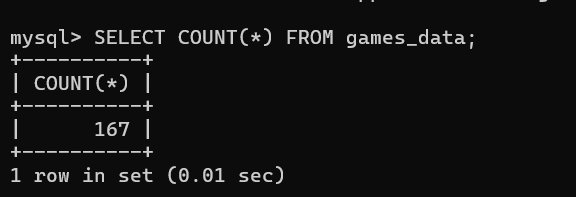 mysql> SELECT COUNT(*) FROM games_data;
+----------+
| COUNT(*) |
+----------+
|      167 |
+----------+
1 row in set (0.01 sec)